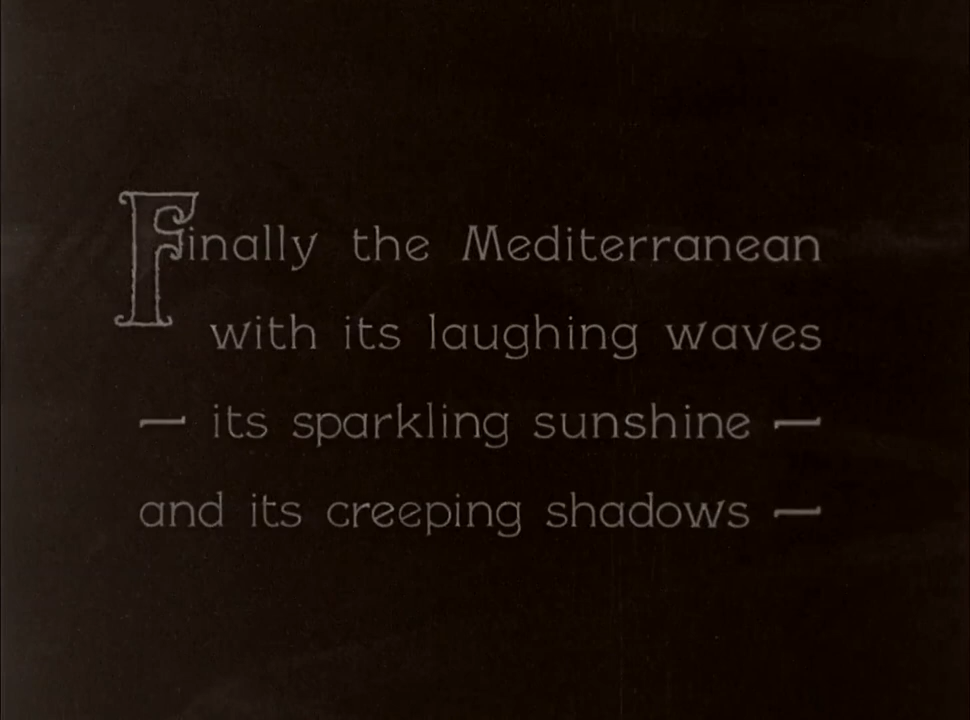 Finally the Mediterranean
with its laughing waves
— its sparkling sunshine —
and its creeping shadows —